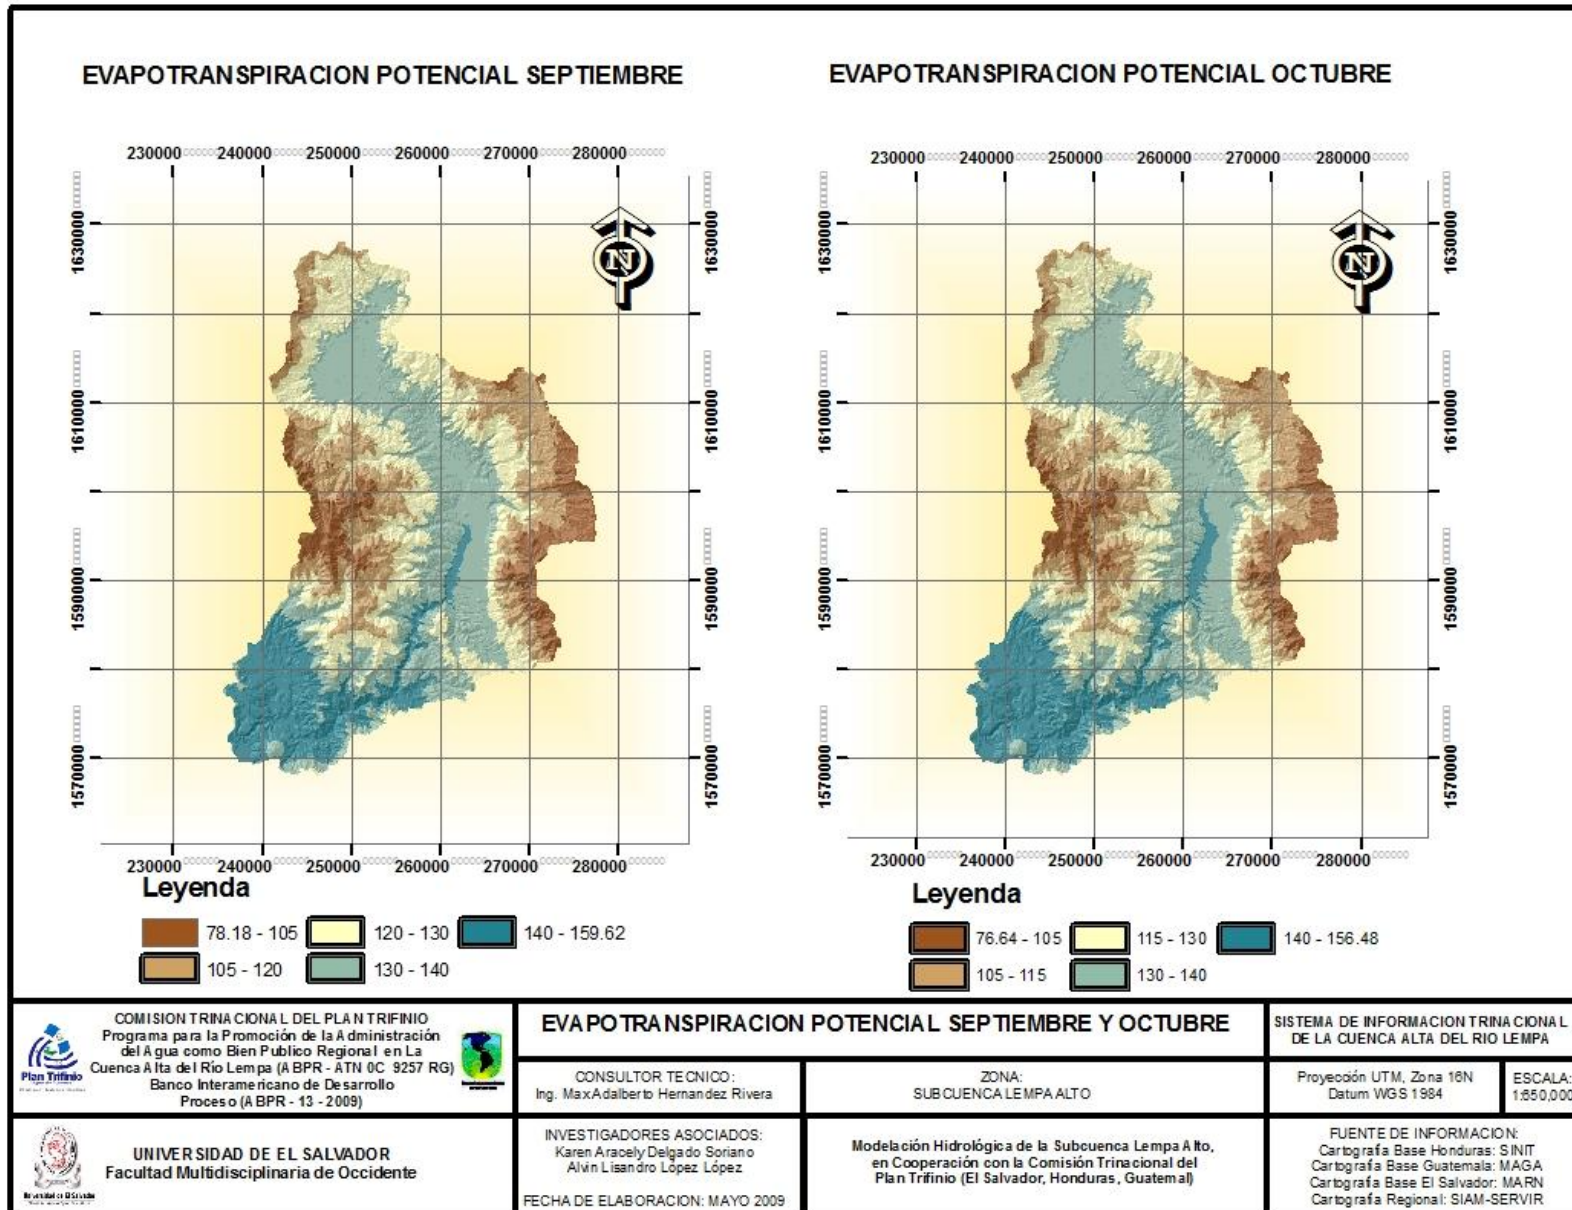 EVAPOTRANSPIRACION POTENCIAL SEPTIEMBRE
230000 240000 250000 260000 270000 280000
1630000
1610000
1590000
1570000
N
1630000
1610000
1590000
1570000
230000 240000 250000 260000 270000 280000
Leyenda
78.18 - 105
120 - 130
140 - 159.62
105 - 120
130 - 140
EVAPOTRANSPIRACION POTENCIAL OCTUBRE
230000 240000 250000 260000 270000 280000
1630000
1610000
1590000
1570000
N
1630000
1610000
1590000
1570000
230000 240000 250000 260000 270000 280000
Leyenda
76.64 - 105
115 - 130
140 - 156.48
105 - 115
130 - 140
Plan Trifinio
COMISION TRINACIONAL DEL PLAN TRIFINIO
Programa para la Promoción de la Administración
del Agua como Bien Publico Regional en La
Cuenca Alta del Río Lempa (ABPR - ATN OC 9257 RG)
Banco Interamericano de Desarrollo
Proceso (ABPR - 13 - 2009)
EVAPOTRANSPIRACION POTENCIAL SEPTIEMBRE Y OCTUBRE
SISTEMA DE INFORMACION TRINACIONAL
DE LA CUENCA ALTA DEL RIO LEMPA
CONSULTOR TECNICO:
Ing. MaxAdalberto Hernandez Rivera
ZONA:
SUBCUENCA LEMPA ALTO
Proyección UTM, Zona 16N
Datum WGS 1984
ESCALA:
1:650,000
Universidad de El Salvador
UNIVERSIDAD DE EL SALVADOR
Facultad Multidisciplinaria de Occidente
INVESTIGADORES ASOCIADOS:
Karen Aracely Delgado Soriano
Alvin Lisandro López López
FECHA DE ELABORACION: MAYO 2009
Modelación Hidrológica de la Subcuenca Lempa Alto,
en Cooperación con la Comisión Trinacional del
Plan Trifinio (El Salvador, Honduras, Guatemal)
FUENTE DE INFORMACION:
Cartografía Base Honduras: SINIT
Cartografía Base Guatemala: MAGA
Cartografía Base El Salvador: MARN
Cartografía Regional: SIAM-SERVIR